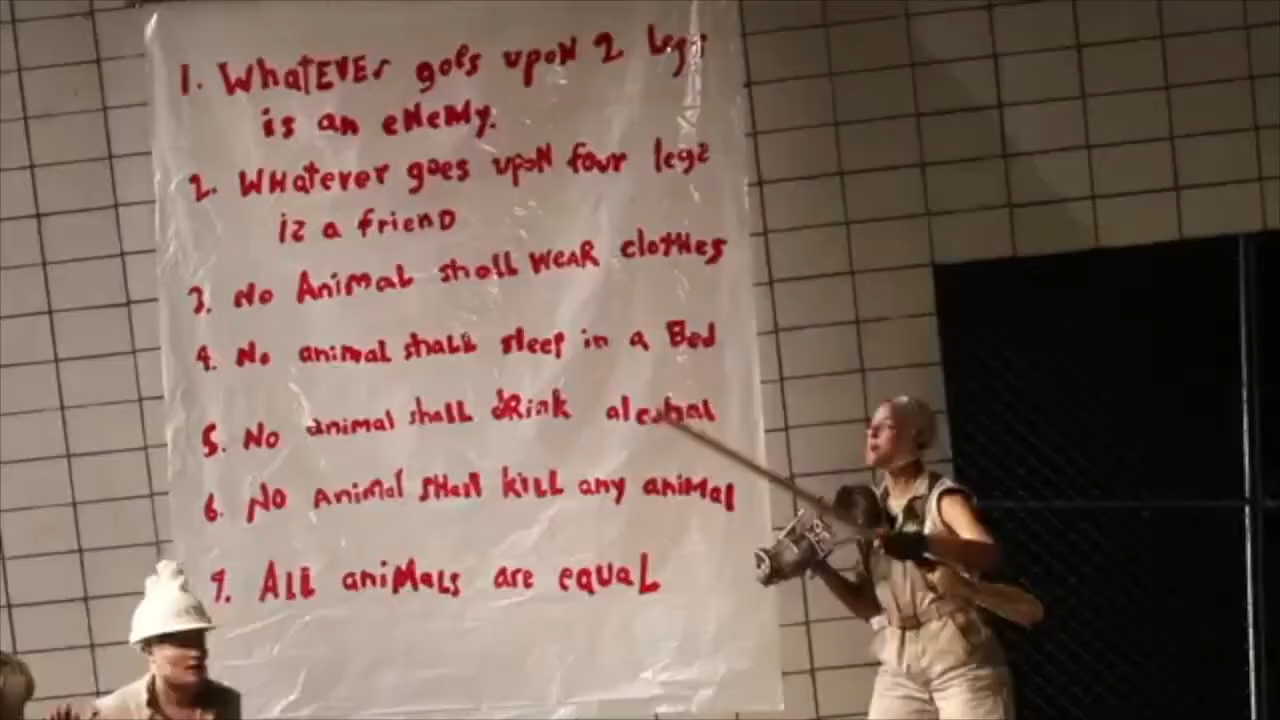 1. WhatEVEr goes upoN 2 legs
is an eNeMy.
2. WHatever goes upoN four legz
iz a frienD
3. No AniMaL shall WEAR clotHes
4. No animal shaLL sleep in a Bed
5. No animal shaLL dRink alcohal
6. No AniMal sHall kiLL any aniMal
7. ALL aniMaLs are equaL